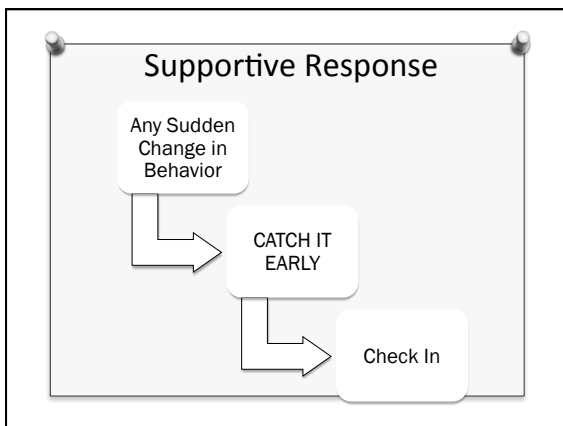 Supportive Response
Any Sudden
Change in
Behavior
CATCH IT
EARLY
Check In